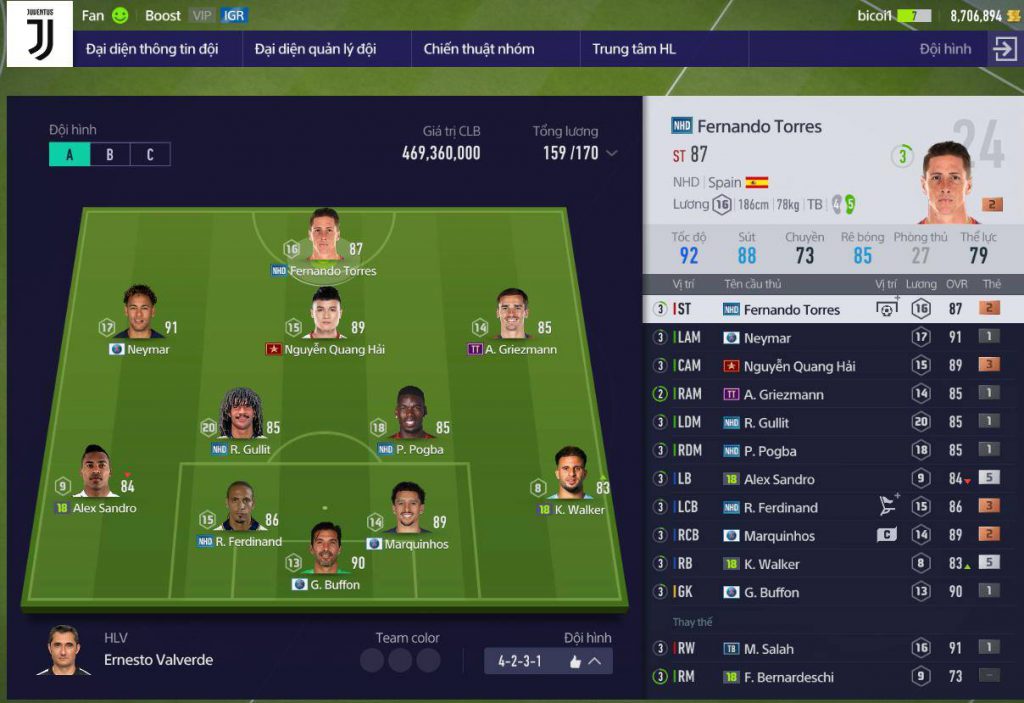 JUVENTUS
Fan Boost VIP IGR
bicoi1 7 8,706,894
Đại diện thông tin đội Đại diện quản lý đội Chiến thuật nhóm Trung tâm HL Đội hình
Đội hình
A B C
Giá trị CLB
469,360,000
Tổng lương
159 /170
16 87
NHD Fernando Torres
17 91
Neymar
15 89
Nguyễn Quang Hải
14 85
TT A. Griezmann
20 85
NHD R. Gullit
18 85
NHD P. Pogba
9 84
18 Alex Sandro
8 83
18 K. Walker
15 86
NHD R. Ferdinand
14 89
Marquinhos
13 90
G. Buffon
HLV
Ernesto Valverde
Team color
Đội hình
4-2-3-1
NHD Fernando Torres
24
ST 87
3
NHD Spain
Lương 16 186cm 78kg TB 4 5
2
Tốc độ Sút Chuyền Rê bóng Phòng thủ Thể lực
92 88 73 85 27 79
Vị trí Tên cầu thủ Vị trí Lương OVR Thẻ
3 ST NHD Fernando Torres 16 87 2
3 LAM Neymar 17 91 1
3 CAM Nguyễn Quang Hải 15 89 3
2 RAM TT A. Griezmann 14 85 1
3 LDM NHD R. Gullit 20 85 1
3 RDM NHD P. Pogba 18 85 1
3 LB 18 Alex Sandro 9 84 5
3 LCB NHD R. Ferdinand 15 86 3
3 RCB Marquinhos C 14 89 2
3 RB 18 K. Walker 8 83 5
3 GK G. Buffon 13 90 1
Thay thế
3 RW TB M. Salah 16 91 1
3 RM 18 F. Bernardeschi 9 73 –